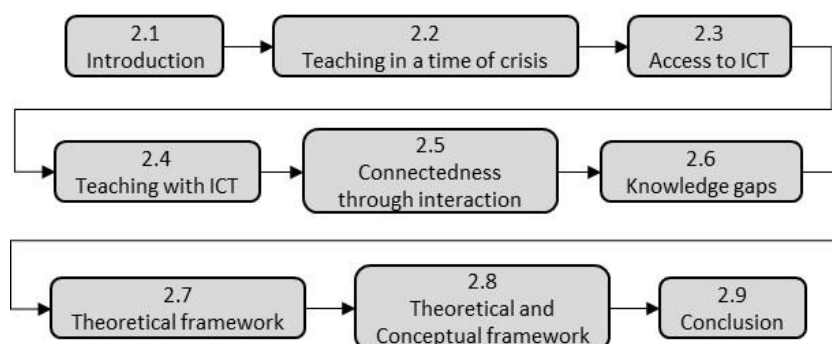 2.1
Introduction
2.2
Teaching in a time of crisis
2.3
Access to ICT
2.4
Teaching with ICT
2.5
Connectedness
through interaction
2.6
Knowledge gaps
2.7
Theoretical framework
2.8
Theoretical and
Conceptual framework
2.9
Conclusion